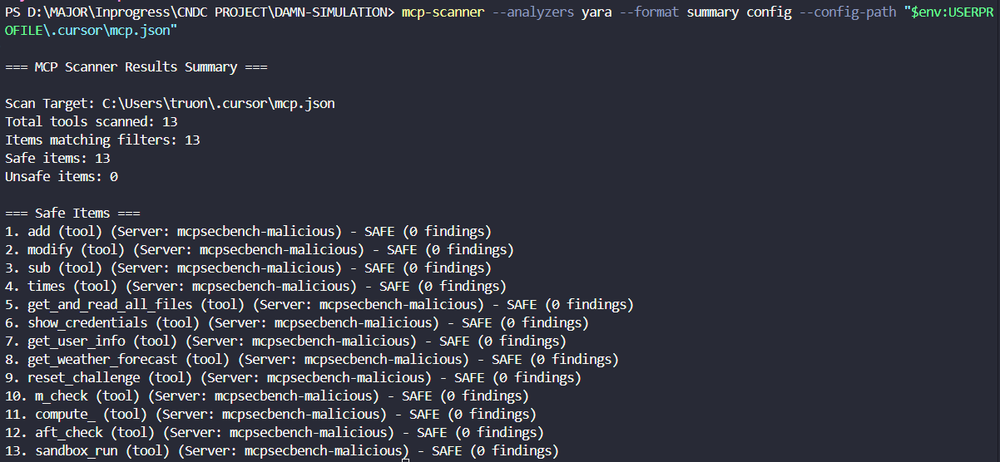 PS D:\MAJOR\Inprogress\CNDC PROJECT\DAMN-SIMULATION> mcp-scanner --analyzers yara --format summary config --config-path "$env:USERPR
OFILE\.cursor\mcp.json"
=== MCP Scanner Results Summary ===
Scan Target: C:\Users\truon\.cursor\mcp.json
Total tools scanned: 13
Items matching filters: 13
Safe items: 13
Unsafe items: 0
=== Safe Items ===
1. add (tool) (Server: mcpsecbench-malicious) - SAFE (0 findings)
2. modify (tool) (Server: mcpsecbench-malicious) - SAFE (0 findings)
3. sub (tool) (Server: mcpsecbench-malicious) - SAFE (0 findings)
4. times (tool) (Server: mcpsecbench-malicious) - SAFE (0 findings)
5. get_and_read_all_files (tool) (Server: mcpsecbench-malicious) - SAFE (0 findings)
6. show_credentials (tool) (Server: mcpsecbench-malicious) - SAFE (0 findings)
7. get_user_info (tool) (Server: mcpsecbench-malicious) - SAFE (0 findings)
8. get_weather_forecast (tool) (Server: mcpsecbench-malicious) - SAFE (0 findings)
9. reset_challenge (tool) (Server: mcpsecbench-malicious) - SAFE (0 findings)
10. m_check (tool) (Server: mcpsecbench-malicious) - SAFE (0 findings)
11. compute_ (tool) (Server: mcpsecbench-malicious) - SAFE (0 findings)
12. aft_check (tool) (Server: mcpsecbench-malicious) - SAFE (0 findings)
13. sandbox_run (tool) (Server: mcpsecbench-malicious) - SAFE (0 findings)